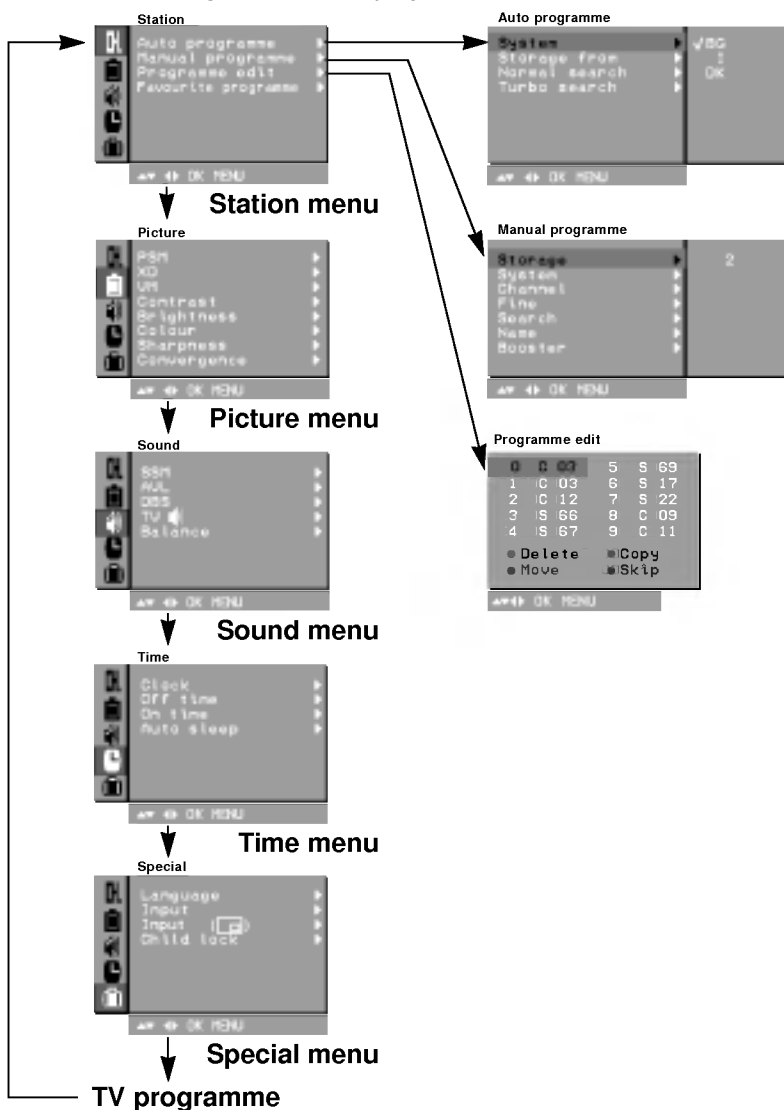 Station
Auto programme
Manual programme
Programme edit
Favourite programme
OK MENU
Station menu
Auto programme
System
Storage from
Normal search
Turbo search
✓BG
OK
OK MENU
Manual programme
Storage
System
Channel
Fine
Search
Name
Booster
2
OK MENU
Programme edit
0 C 03 5 S 69
1 C 03 6 S 17
2 C 12 7 S 22
3 S 66 8 C 09
4 S 67 9 C 11
Delete Copy
Move Skip
OK MENU
Picture
PSM
XD
VM
Contrast
Brightness
Colour
Sharpness
Convergence
OK MENU
Picture menu
Sound
SSM
AVL
DBS
TV
Balance
OK MENU
Sound menu
Time
Clock
Off time
On time
Auto sleep
OK MENU
Time menu
Special
Language
Input
Input
Child lock
OK MENU
Special menu
TV programme